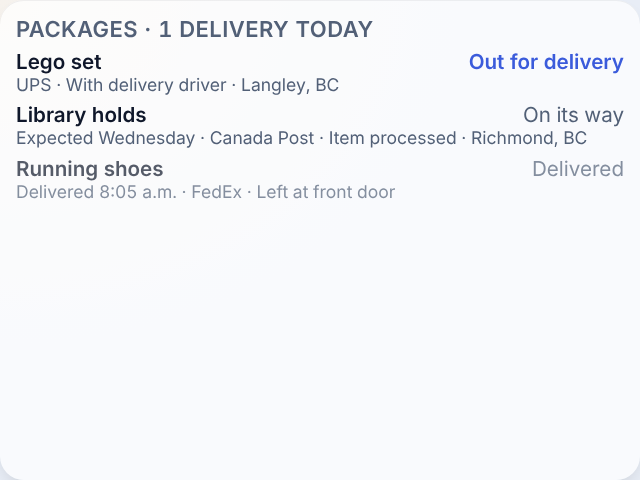 PACKAGES · 1 DELIVERY TODAY
Lego set Out for delivery
UPS · With delivery driver · Langley, BC
Library holds On its way
Expected Wednesday · Canada Post · Item processed · Richmond, BC
Running shoes Delivered
Delivered 8:05 a.m. · FedEx · Left at front door